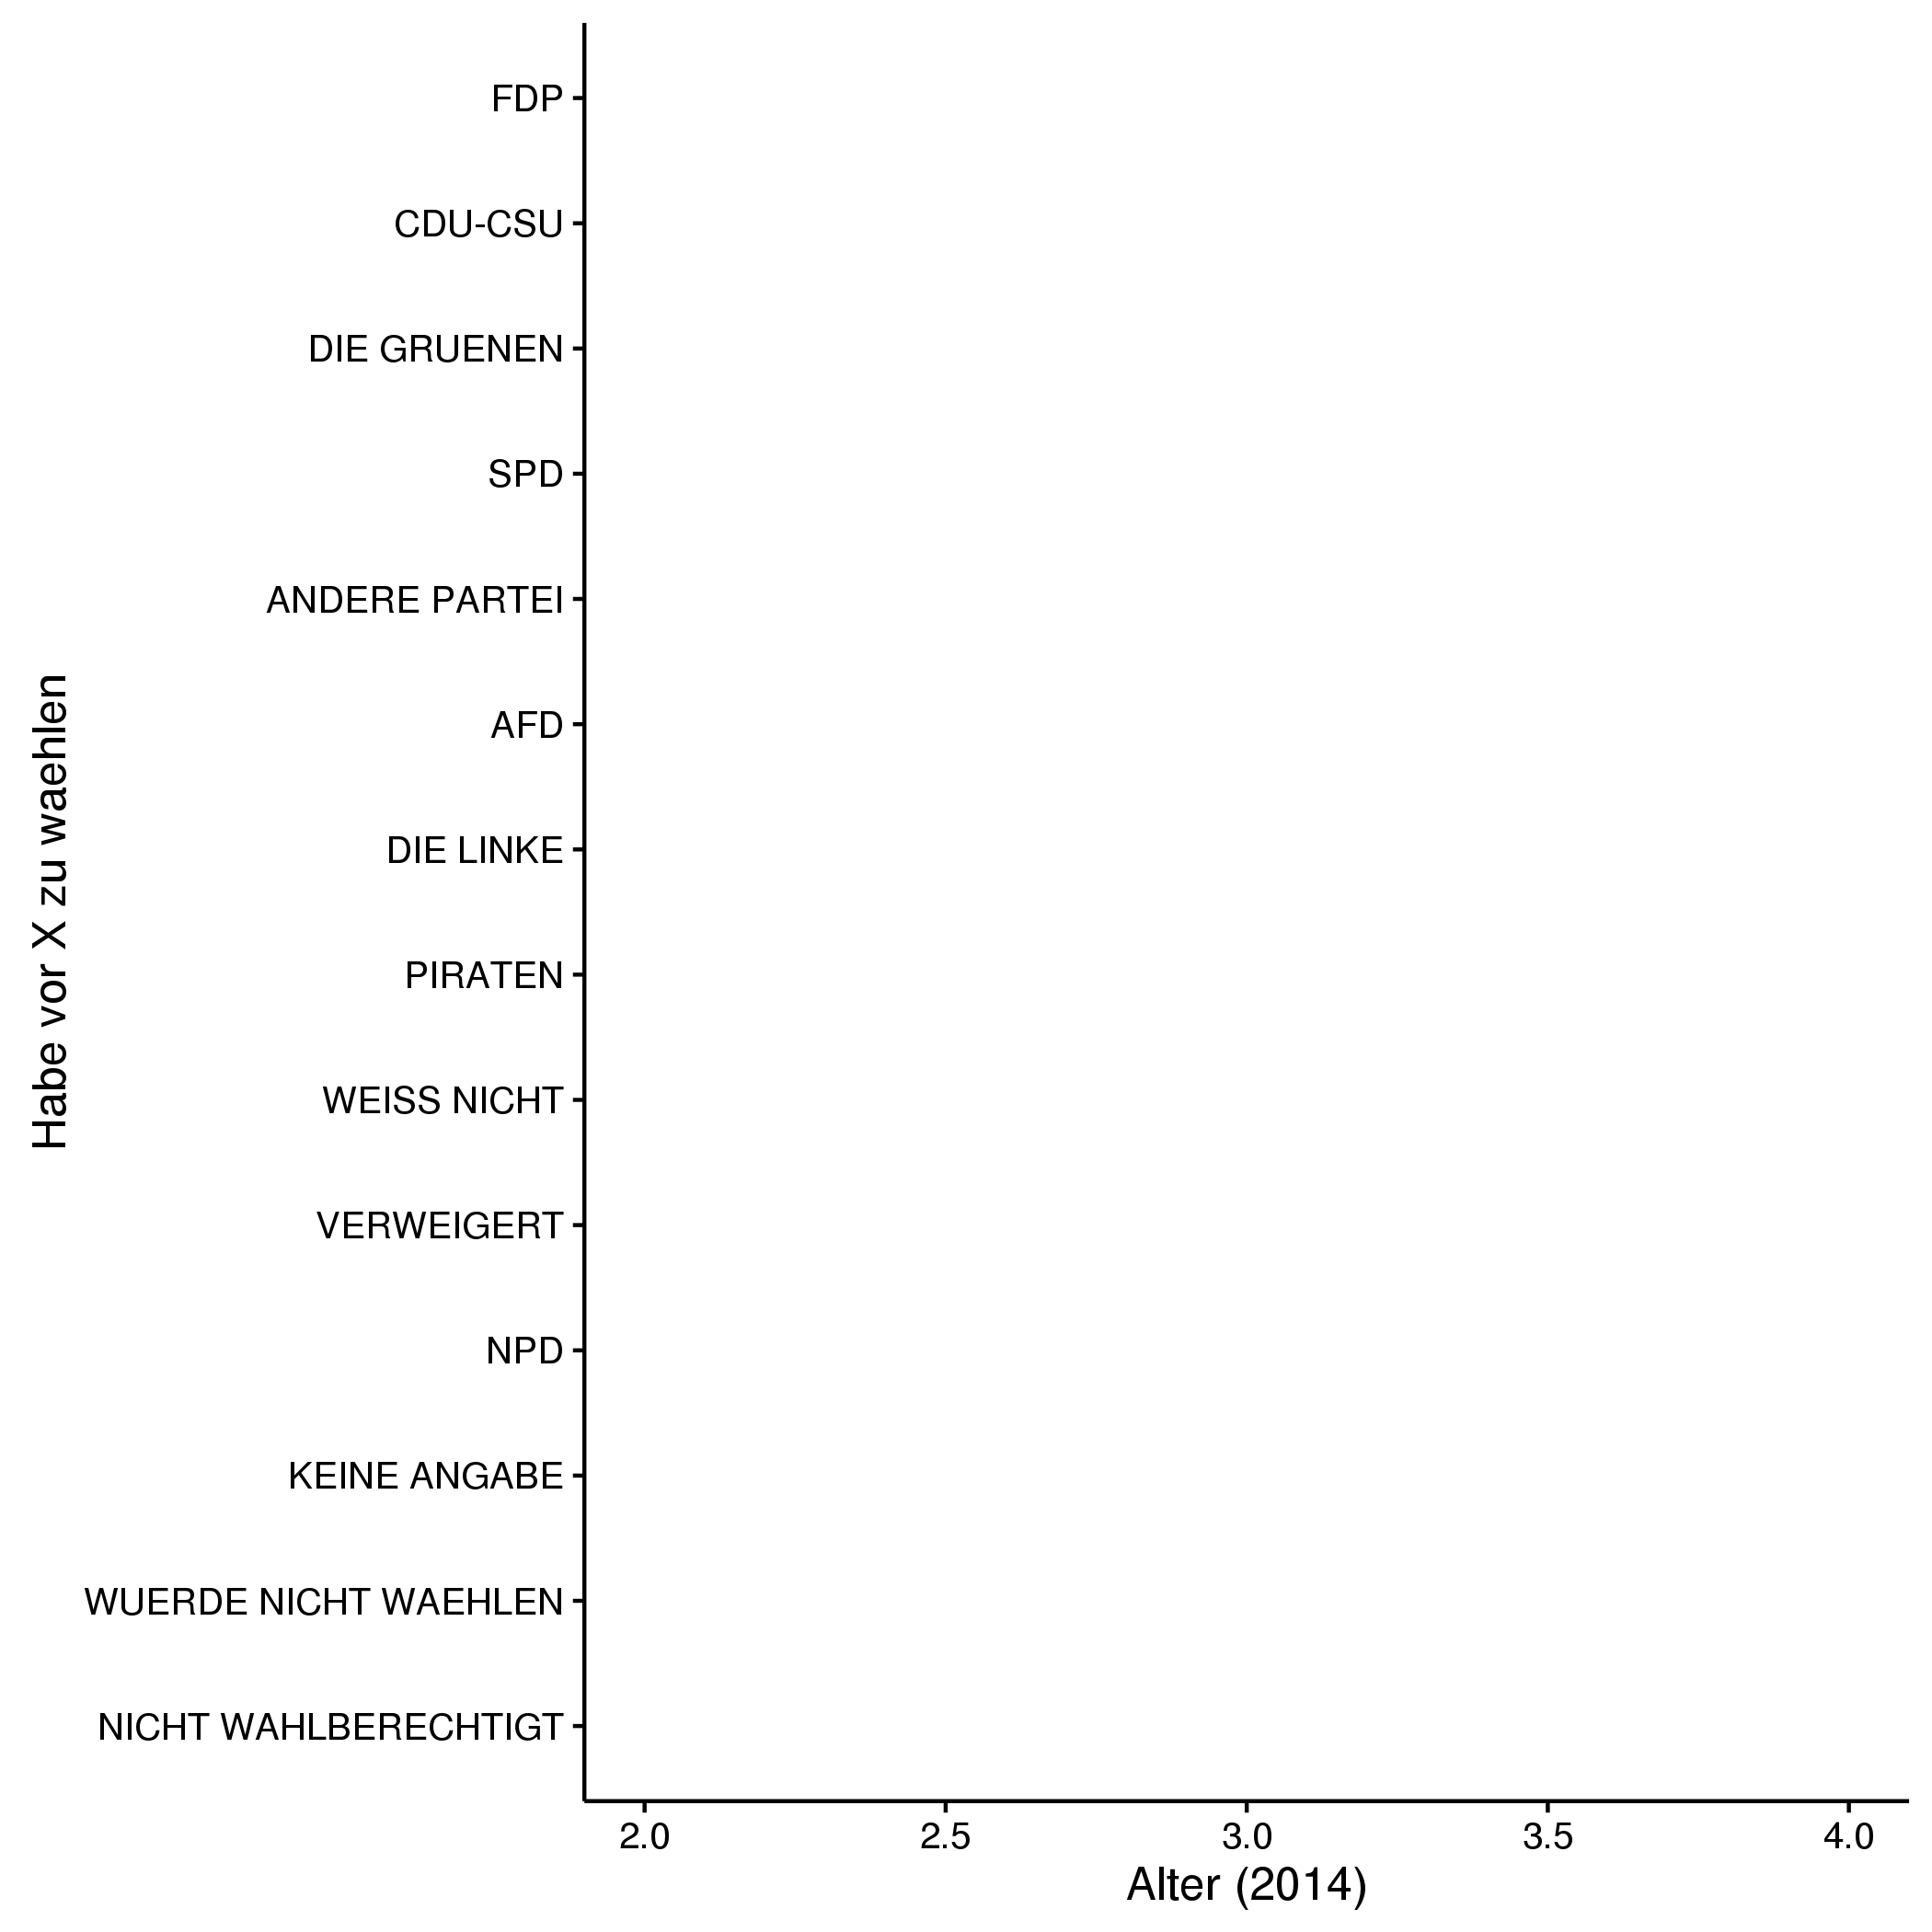 FDP
CDU-CSU
DIE GRUENEN
SPD
ANDERE PARTEI
AFD
DIE LINKE
PIRATEN
WEISS NICHT
VERWEIGERT
NPD
KEINE ANGABE
WUERDE NICHT WAEHLEN
NICHT WAHLBERECHTIGT
Habe vor X zu waehlen
2.0 2.5 3.0 3.5 4.0
Alter (2014)